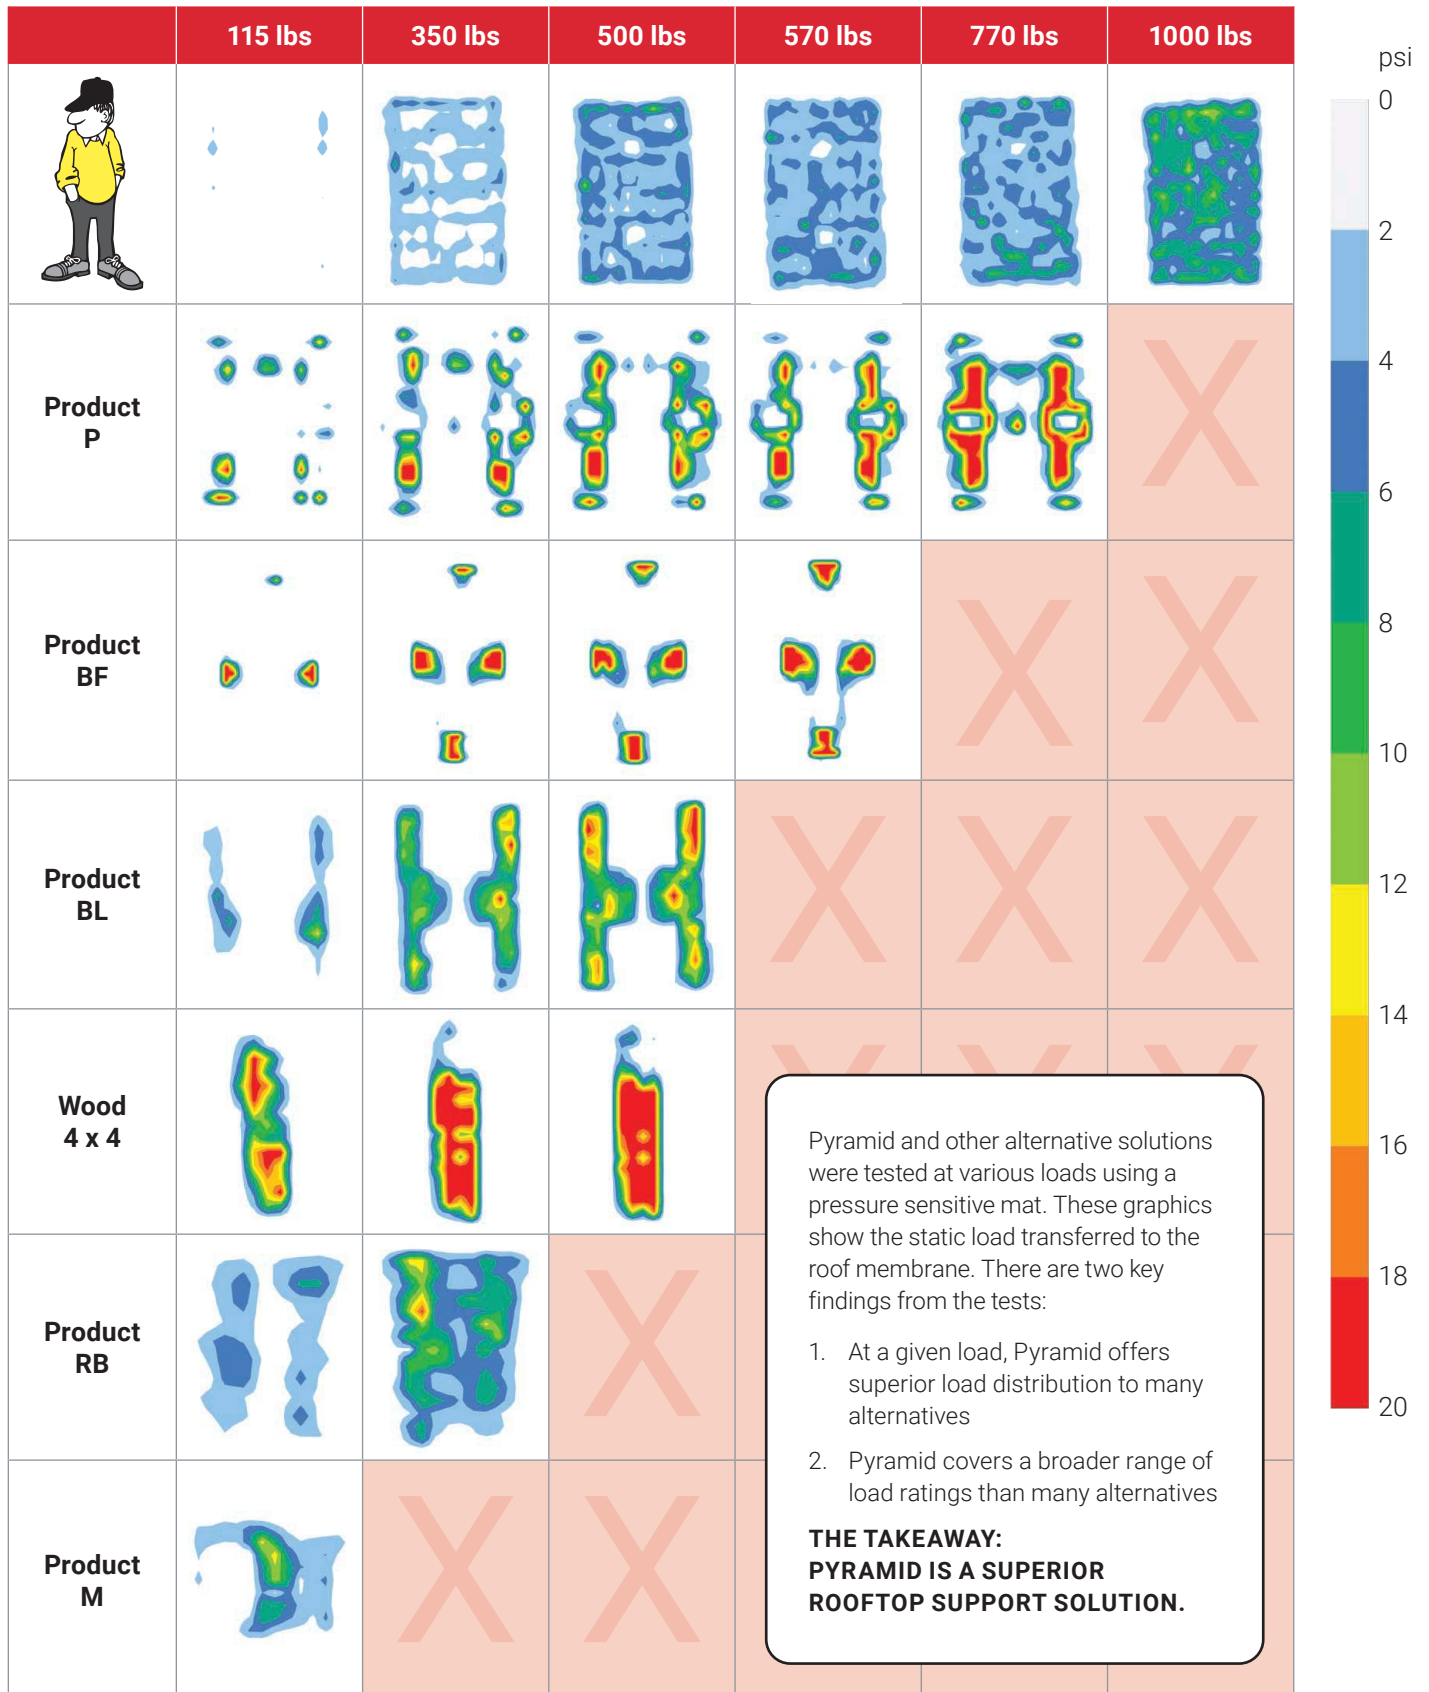 115 lbs 350 lbs 500 lbs 570 lbs 770 lbs 1000 lbs
psi
0
2
4
6
8
10
12
14
16
18
20
Product
P
X
Product
BF
X X
Product
BL
X X X
Wood
4 x 4
X X X
Product
RB
X
Product
M
X X
Pyramid and other alternative solutions
were tested at various loads using a
pressure sensitive mat. These graphics
show the static load transferred to the
roof membrane. There are two key
findings from the tests:
1. At a given load, Pyramid offers
superior load distribution to many
alternatives
2. Pyramid covers a broader range of
load ratings than many alternatives
THE TAKEAWAY:
PYRAMID IS A SUPERIOR
ROOFTOP SUPPORT SOLUTION.